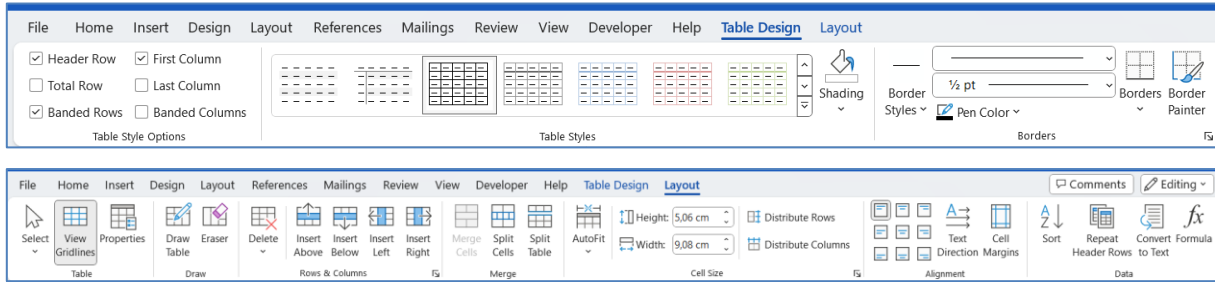 File Home Insert Design Layout References Mailings Review View Developer Help Table Design Layout
Header Row First Column
Total Row Last Column
Banded Rows Banded Columns
Table Style Options
Table Styles
Shading
Border Styles
½ pt
Pen Color
Borders
Border Painter
Borders
File Home Insert Design Layout References Mailings Review View Developer Help Table Design Layout
Comments Editing
Select
View Gridlines
Properties
Table
Draw Table
Eraser
Draw
Delete
Insert Above
Insert Below
Insert Left
Insert Right
Rows & Columns
Merge Cells
Split Cells
Split Table
Merge
AutoFit
Height: 5,06 cm
Width: 9,08 cm
Distribute Rows
Distribute Columns
Cell Size
Text Direction
Cell Margins
Alignment
A Z Sort
Repeat Header Rows
Convert to Text
fx Formula
Data